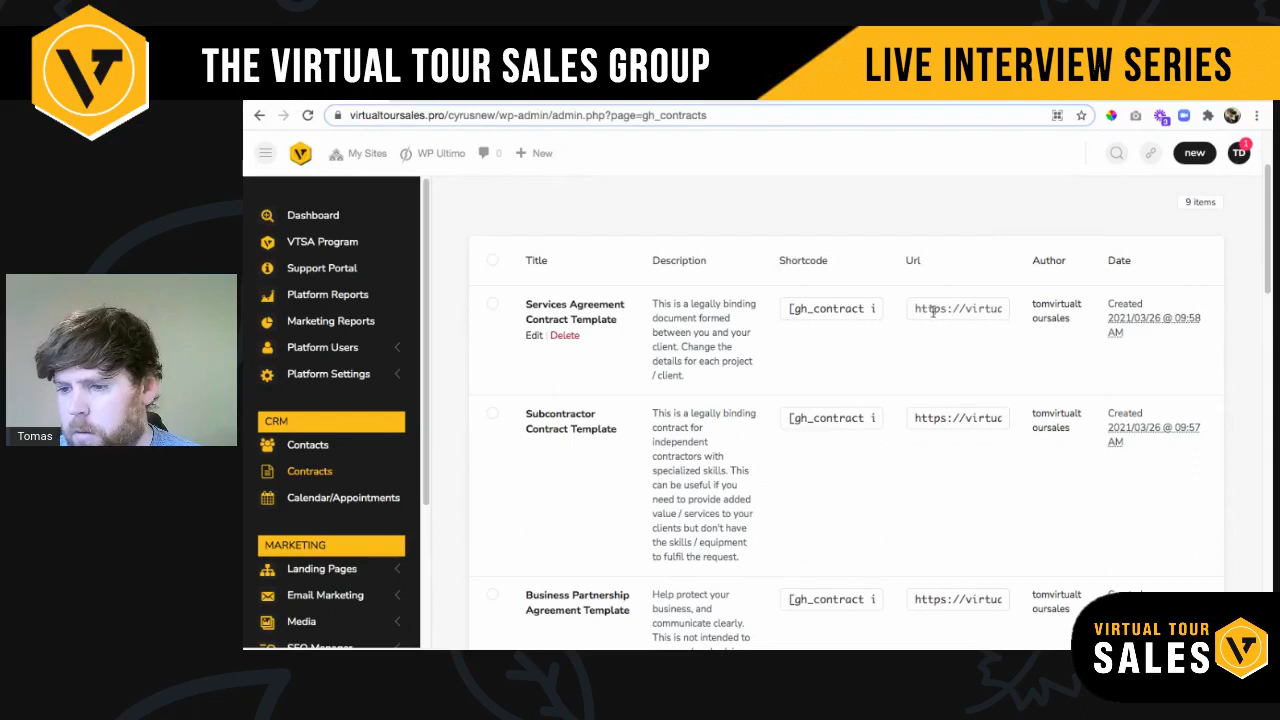 THE VIRTUAL TOUR SALES GROUP
LIVE INTERVIEW SERIES
virtualtoursales.pro/cyrusnew/wp-admin/admin.php?page=gh_contracts
My Sites
WP Ultimo
0
New
new
TD
1
9 items
Dashboard
VTSA Program
Support Portal
Platform Reports
Marketing Reports
Platform Users
Platform Settings
CRM
Contacts
Contracts
Calendar/Appointments
MARKETING
Landing Pages
Email Marketing
Media
SEO Manager
Title
Description
Shortcode
Url
Author
Date
Services Agreement
Contract Template
Edit | Delete
This is a legally binding
document formed
between you and your
client. Change the
details for each project
/ client.
[gh_contract i
https://virtuc
tomvirtualt
oursales
Created
2021/03/26 @ 09:58
AM
Subcontractor
Contract Template
This is a legally binding
contract for
independent
contractors with
specialized skills. This
can be useful if you
need to provide added
value / services to your
clients but don't have
the skills / equipment
to fulfil the request.
[gh_contract i
https://virtuc
tomvirtualt
oursales
Created
2021/03/26 @ 09:57
AM
Business Partnership
Agreement Template
Help protect your
business, and
communicate clearly.
This is not intended to
[gh_contract i
https://virtuc
tomvirtualt
oursales
Tomas
VIRTUAL TOUR
SALES